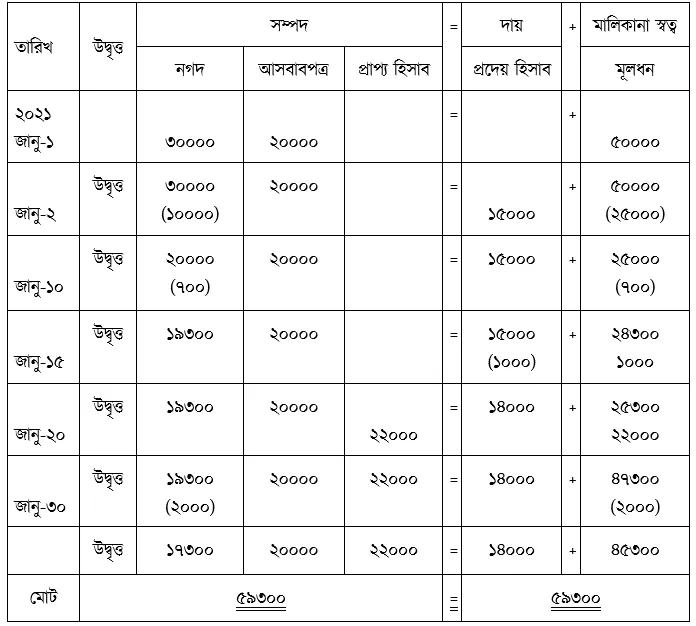 তারিখ উদ্বৃত্ত সম্পদ = দায় + মালিকানা স্বত্ব
নগদ আসবাবপত্র প্রাপ্য হিসাব প্রদেয় হিসাব মূলধন
২০২১ = +
জানু-১ ৩০০০০ ২০০০০ ৫০০০০
উদ্বৃত্ত ৩০০০০ ২০০০০ = + ৫০০০০
জানু-২ (১০০০০) ১৫০০০ (২৫০০০)
উদ্বৃত্ত ২০০০০ ২০০০০ = ১৫০০০ + ২৫০০০
জানু-১০ (৭০০) (৭০০)
উদ্বৃত্ত ১৯৩০০ ২০০০০ = ১৫০০০ + ২৪৩০০
জানু-১৫ (১০০০) ১০০০
উদ্বৃত্ত ১৯৩০০ ২০০০০ = ১৪০০০ + ২৫৩০০
জানু-২০ ২২০০০ ২২০০০
উদ্বৃত্ত ১৯৩০০ ২০০০০ ২২০০০ = ১৪০০০ + ৪৭৩০০
জানু-৩০ (২০০০) (২০০০)
উদ্বৃত্ত ১৭৩০০ ২০০০০ ২২০০০ = ১৪০০০ + ৪৫৩০০
মোট ৫৯৩০০ = ৫৯৩০০